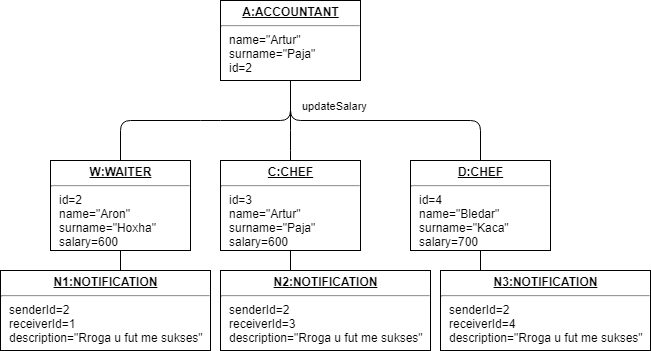 A:ACCOUNTANT
name="Artur"
surname="Paja"
id=2
updateSalary
W:WAITER
id=2
name="Aron"
surname="Hoxha"
salary=600
C:CHEF
id=3
name="Artur"
surname="Paja"
salary=600
D:CHEF
id=4
name="Bledar"
surname="Kaca"
salary=700
N1:NOTIFICATION
senderId=2
receiverId=1
description="Rroga u fut me sukses"
N2:NOTIFICATION
senderId=2
receiverId=3
description="Rroga u fut me sukses"
N3:NOTIFICATION
senderId=2
receiverId=4
description="Rroga u fut me sukses"